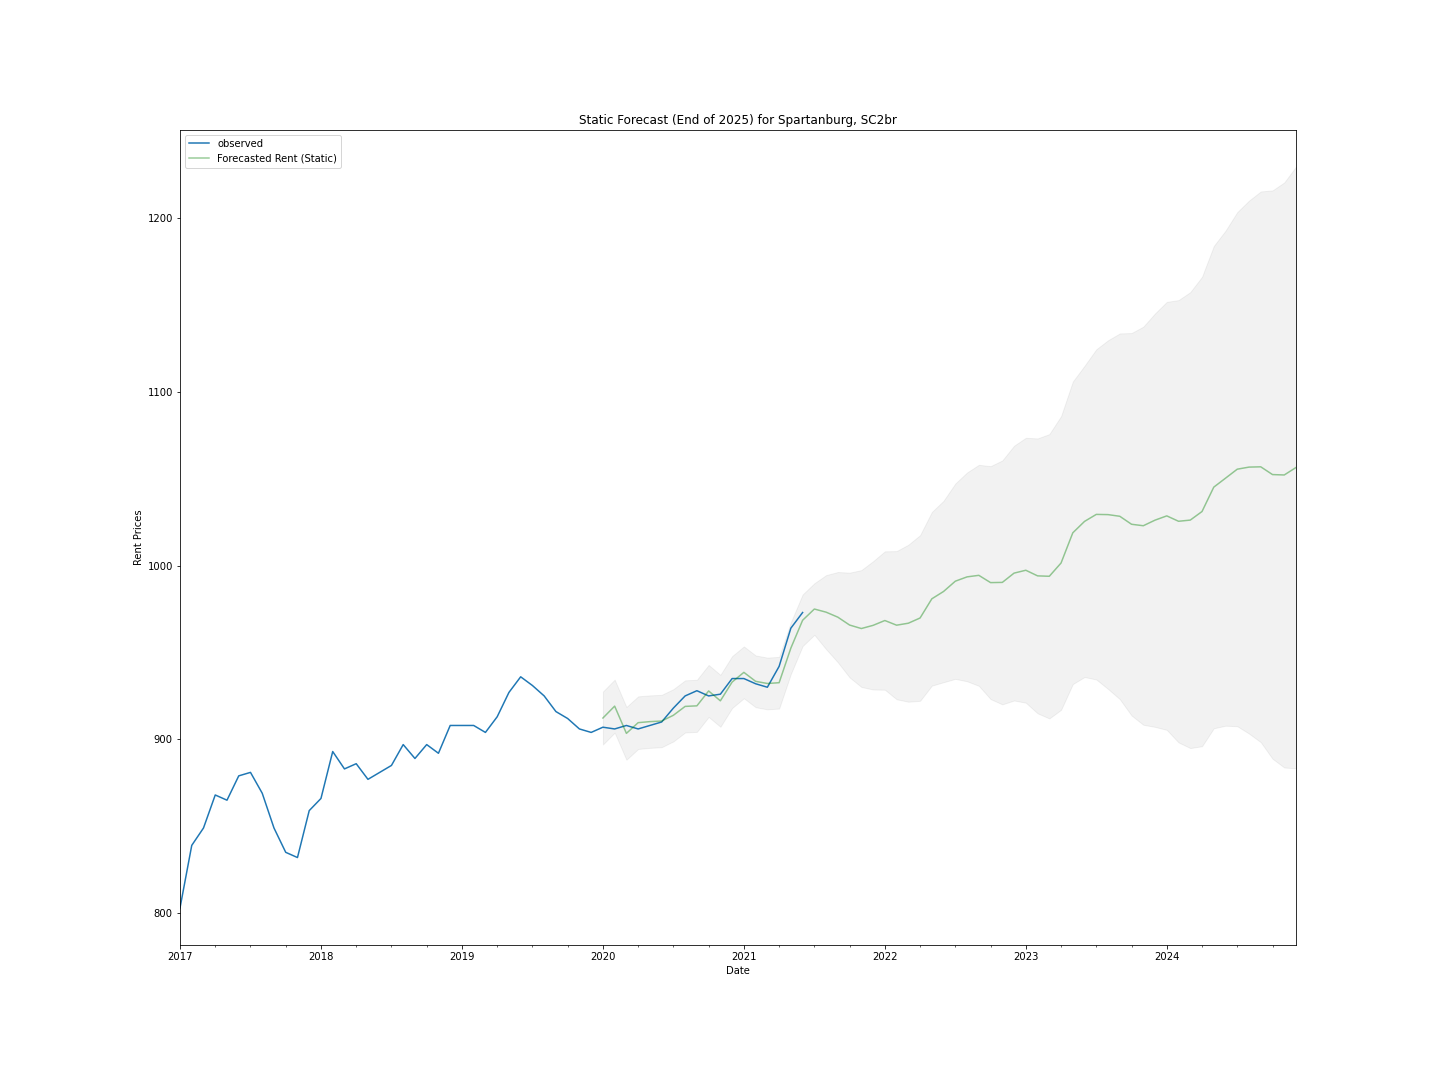 Static Forecast (End of 2025) for Spartanburg, SC2br
observed
Forecasted Rent (Static)
1200
1100
1000
900
800
Rent Prices
2017 2018 2019 2020 2021 2022 2023 2024
Date